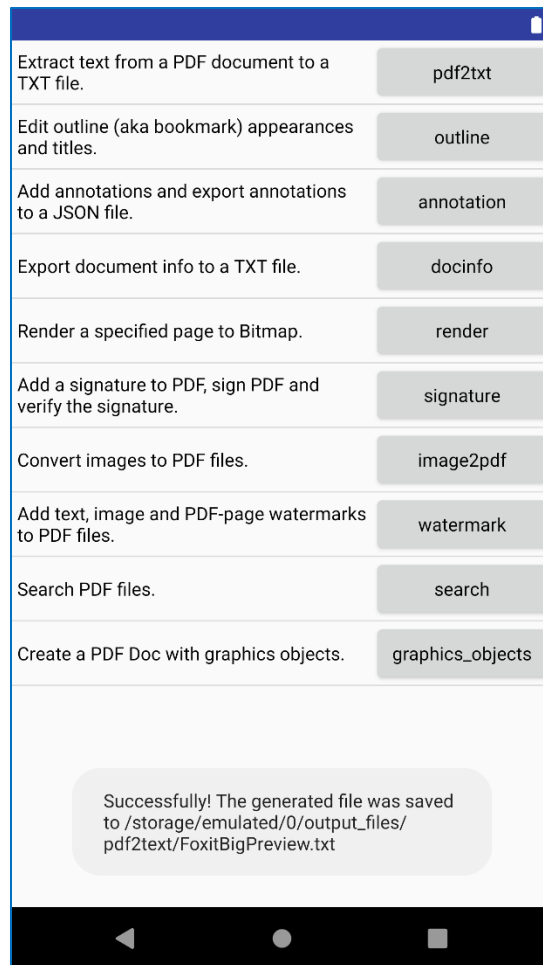 Extract text from a PDF document to a
TXT file.
pdf2txt
Edit outline (aka bookmark) appearances
and titles.
outline
Add annotations and export annotations
to a JSON file.
annotation
Export document info to a TXT file.
docinfo
Render a specified page to Bitmap.
render
Add a signature to PDF, sign PDF and
verify the signature.
signature
Convert images to PDF files.
image2pdf
Add text, image and PDF-page watermarks
to PDF files.
watermark
Search PDF files.
search
Create a PDF Doc with graphics objects.
graphics_objects
Successfully! The generated file was saved
to /storage/emulated/0/output_files/
pdf2text/FoxitBigPreview.txt